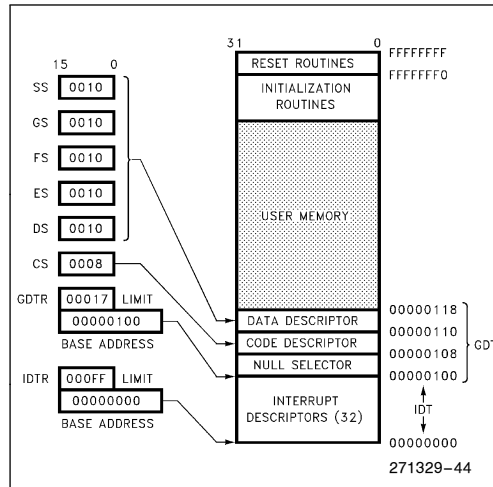 31 0
RESET ROUTINES FFFFFFFF
FFFFFFF0
INITIALIZATION
ROUTINES
USER MEMORY
15 0
SS 0010
GS 0010
FS 0010
ES 0010
DS 0010
CS 0008
GDTR 00017 LIMIT
00000100
BASE ADDRESS
IDTR 000FF LIMIT
00000000
BASE ADDRESS
00000118
DATA DESCRIPTOR
00000110
CODE DESCRIPTOR
00000108
NULL SELECTOR
00000100
GDT
INTERRUPT
DESCRIPTORS (32)
IDT
00000000
271329-44